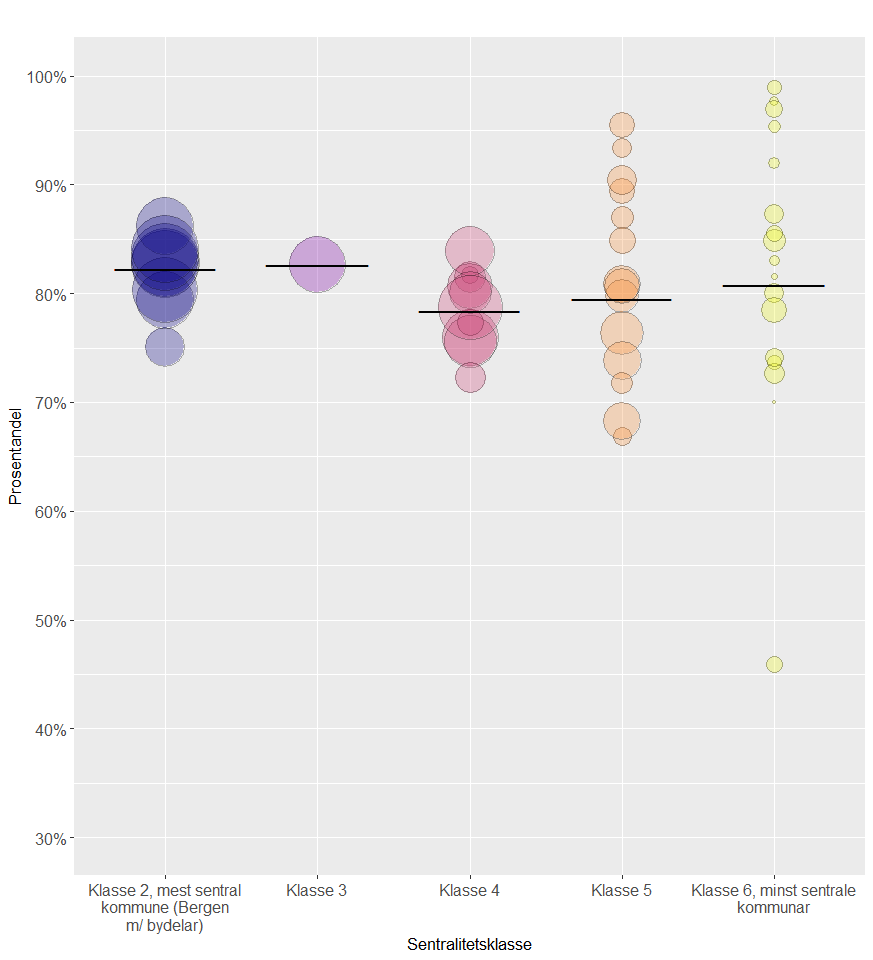 100%
90%
80%
70%
60%
50%
40%
30%
Prosentandel
Klasse 2, mest sentral
kommune (Bergen
m/ bydelar)
Klasse 3
Klasse 4
Klasse 5
Klasse 6, minst sentrale
kommunar
Sentralitetsklasse